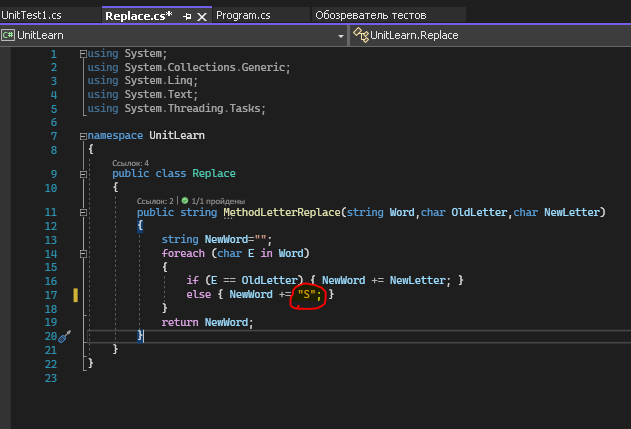 UnitTest1.cs Replace.cs* Program.cs Обозреватель тестов
C# UnitLearn UnitLearn.Replace
1 using System;
2 using System.Collections.Generic;
3 using System.Linq;
4 using System.Text;
5 using System.Threading.Tasks;
6
7 namespace UnitLearn
8 {
Ссылок: 4
9 public class Replace
10 {
Ссылок: 2 | 1/1 пройдены
11 public string MethodLetterReplace(string Word,char OldLetter,char NewLetter)
12 {
13 string NewWord="";
14 foreach (char E in Word)
15 {
16 if (E == OldLetter) { NewWord += NewLetter; }
17 else { NewWord += "S"; }
18 }
19 return NewWord;
20 }
21 }
22 }
23